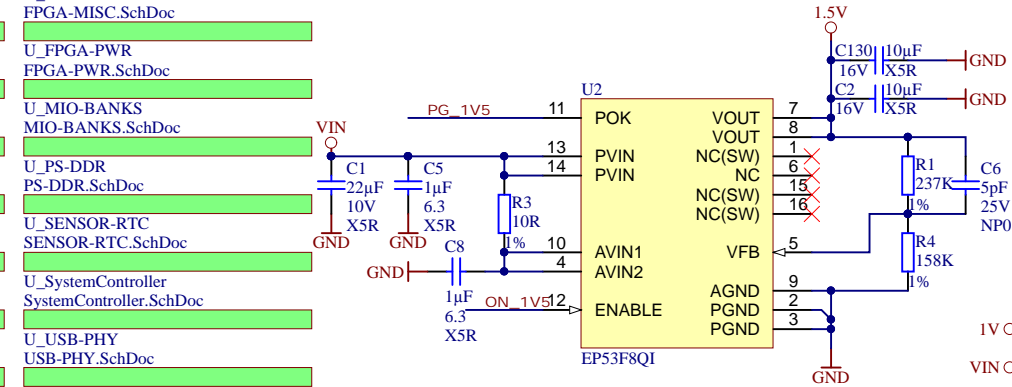 FPGA-MISC.SchDoc
U_FPGA-PWR
FPGA-PWR.SchDoc
U_MIO-BANKS
MIO-BANKS.SchDoc
U_PS-DDR
PS-DDR.SchDoc
U_SENSOR-RTC
SENSOR-RTC.SchDoc
U_SystemController
SystemController.SchDoc
U_USB-PHY
USB-PHY.SchDoc
VIN
C1
22µF
10V
X5R
GND
C5
1µF
6.3
X5R
GND
R3
10R
1%
GND
C8
1µF
6.3
X5R
PG_1V5
ON_1V5
U2
11 POK
13 PVIN
14 PVIN
10 AVIN1
4 AVIN2
12 ENABLE
VOUT 7
VOUT 8
NC(SW) 1
NC 6
NC(SW) 15
NC(SW) 16
VFB 5
AGND 9
PGND 2
PGND 3
EP53F8QI
GND
1.5V
C130 10µF
16V X5R
GND
C2 10µF
16V X5R
GND
R1
237K
1%
C6
5pF
25V
NP0
R4
158K
1%
1V
VIN